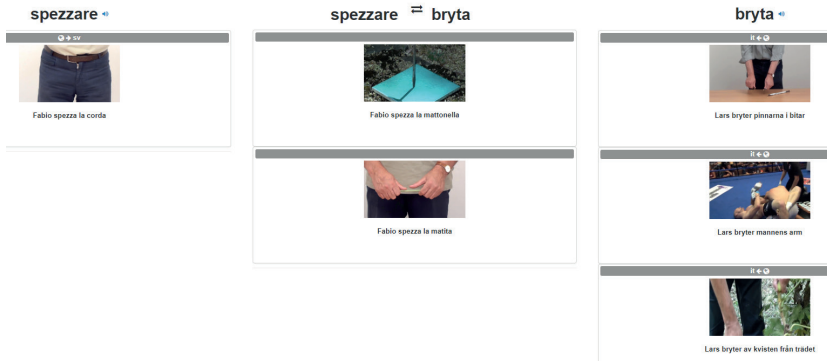 spezzare
→ sv
Fabio spezza la corda
spezzare ⇄ bryta
Fabio spezza la mattonella
Fabio spezza la matita
bryta
it ←
Lars bryter pinnarna i bitar
it ←
Lars bryter mannens arm
it ←
Lars bryter av kvisten från trädet